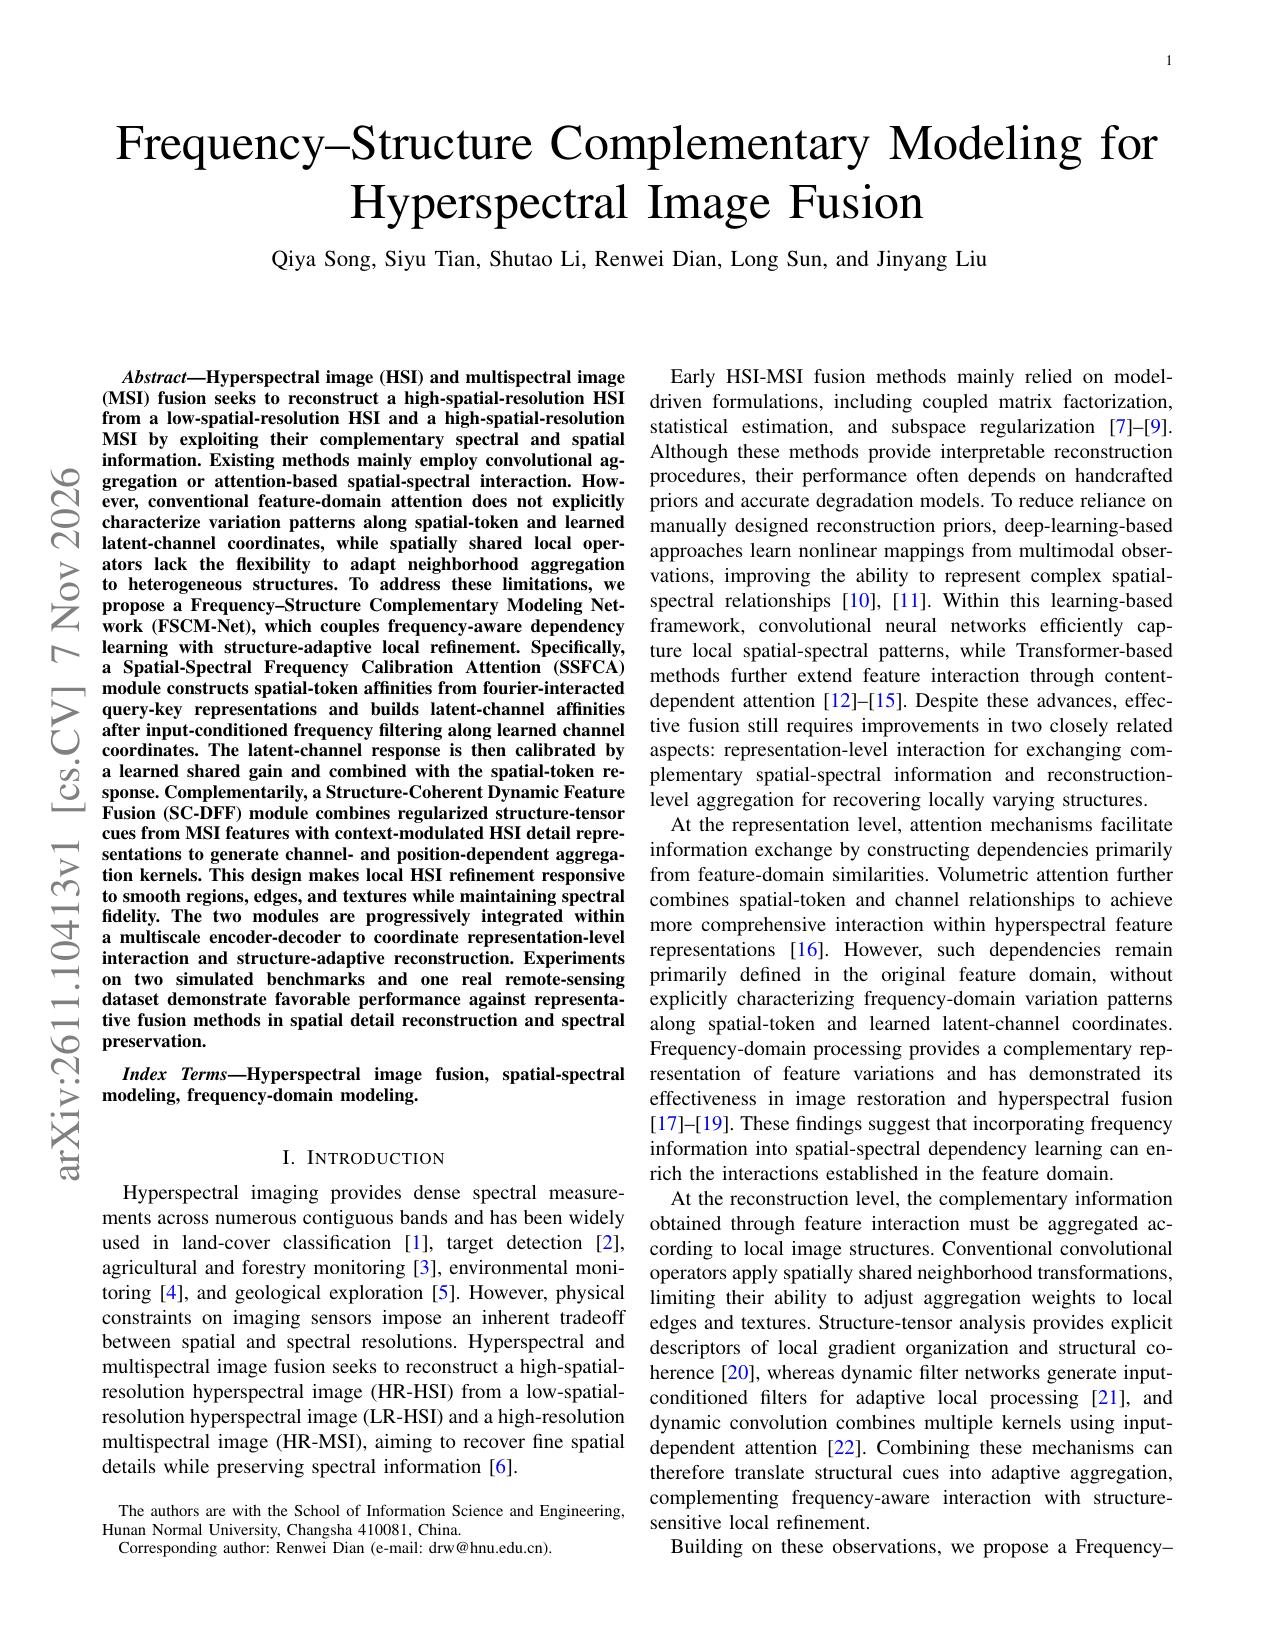 1
Frequency–Structure Complementary Modeling for
Hyperspectral Image Fusion
Qiya Song, Siyu Tian, Shutao Li, Renwei Dian, Long Sun, and Jinyang Liu
arXiv:2611.10413v1 [cs.CV] 7 Nov 2026
Abstract—Hyperspectral image (HSI) and multispectral image
(MSI) fusion seeks to reconstruct a high-spatial-resolution HSI
from a low-spatial-resolution HSI and a high-spatial-resolution
MSI by exploiting their complementary spectral and spatial
information. Existing methods mainly employ convolutional ag-
gregation or attention-based spatial-spectral interaction. How-
ever, conventional feature-domain attention does not explicitly
characterize variation patterns along spatial-token and learned
latent-channel coordinates, while spatially shared local oper-
ators lack the flexibility to adapt neighborhood aggregation
to heterogeneous structures. To address these limitations, we
propose a Frequency–Structure Complementary Modeling Net-
work (FSCM-Net), which couples frequency-aware dependency
learning with structure-adaptive local refinement. Specifically,
a Spatial-Spectral Frequency Calibration Attention (SSFCA)
module constructs spatial-token affinities from fourier-interacted
query-key representations and builds latent-channel affinities
after input-conditioned frequency filtering along learned channel
coordinates. The latent-channel response is then calibrated by
a learned shared gain and combined with the spatial-token re-
sponse. Complementarily, a Structure-Coherent Dynamic Feature
Fusion (SC-DFF) module combines regularized structure-tensor
cues from MSI features with context-modulated HSI detail repre-
sentations to generate channel- and position-dependent aggrega-
tion kernels. This design makes local HSI refinement responsive
to smooth regions, edges, and textures while maintaining spectral
fidelity. The two modules are progressively integrated within
a multiscale encoder-decoder to coordinate representation-level
interaction and structure-adaptive reconstruction. Experiments
on two simulated benchmarks and one real remote-sensing
dataset demonstrate favorable performance against representa-
tive fusion methods in spatial detail reconstruction and spectral
preservation.
Index Terms—Hyperspectral image fusion, spatial-spectral
modeling, frequency-domain modeling.
I. INTRODUCTION
Hyperspectral imaging provides dense spectral measure-
ments across numerous contiguous bands and has been widely
used in land-cover classification [1], target detection [2],
agricultural and forestry monitoring [3], environmental moni-
toring [4], and geological exploration [5]. However, physical
constraints on imaging sensors impose an inherent tradeoff
between spatial and spectral resolutions. Hyperspectral and
multispectral image fusion seeks to reconstruct a high-spatial-
resolution hyperspectral image (HR-HSI) from a low-spatial-
resolution hyperspectral image (LR-HSI) and a high-resolution
multispectral image (HR-MSI), aiming to recover fine spatial
details while preserving spectral information [6].
The authors are with the School of Information Science and Engineering,
Hunan Normal University, Changsha 410081, China.
Corresponding author: Renwei Dian (e-mail: drw@hnu.edu.cn).
Early HSI-MSI fusion methods mainly relied on model-
driven formulations, including coupled matrix factorization,
statistical estimation, and subspace regularization [7]–[9].
Although these methods provide interpretable reconstruction
procedures, their performance often depends on handcrafted
priors and accurate degradation models. To reduce reliance on
manually designed reconstruction priors, deep-learning-based
approaches learn nonlinear mappings from multimodal obser-
vations, improving the ability to represent complex spatial-
spectral relationships [10], [11]. Within this learning-based
framework, convolutional neural networks efficiently cap-
ture local spatial-spectral patterns, while Transformer-based
methods further extend feature interaction through content-
dependent attention [12]–[15]. Despite these advances, effec-
tive fusion still requires improvements in two closely related
aspects: representation-level interaction for exchanging com-
plementary spatial-spectral information and reconstruction-
level aggregation for recovering locally varying structures.
At the representation level, attention mechanisms facilitate
information exchange by constructing dependencies primarily
from feature-domain similarities. Volumetric attention further
combines spatial-token and channel relationships to achieve
more comprehensive interaction within hyperspectral feature
representations [16]. However, such dependencies remain
primarily defined in the original feature domain, without
explicitly characterizing frequency-domain variation patterns
along spatial-token and learned latent-channel coordinates.
Frequency-domain processing provides a complementary rep-
resentation of feature variations and has demonstrated its
effectiveness in image restoration and hyperspectral fusion
[17]–[19]. These findings suggest that incorporating frequency
information into spatial-spectral dependency learning can en-
rich the interactions established in the feature domain.
At the reconstruction level, the complementary information
obtained through feature interaction must be aggregated ac-
cording to local image structures. Conventional convolutional
operators apply spatially shared neighborhood transformations,
limiting their ability to adjust aggregation weights to local
edges and textures. Structure-tensor analysis provides explicit
descriptors of local gradient organization and structural co-
herence [20], whereas dynamic filter networks generate input-
conditioned filters for adaptive local processing [21], and
dynamic convolution combines multiple kernels using input-
dependent attention [22]. Combining these mechanisms can
therefore translate structural cues into adaptive aggregation,
complementing frequency-aware interaction with structure-
sensitive local refinement.
Building on these observations, we propose a Frequency–